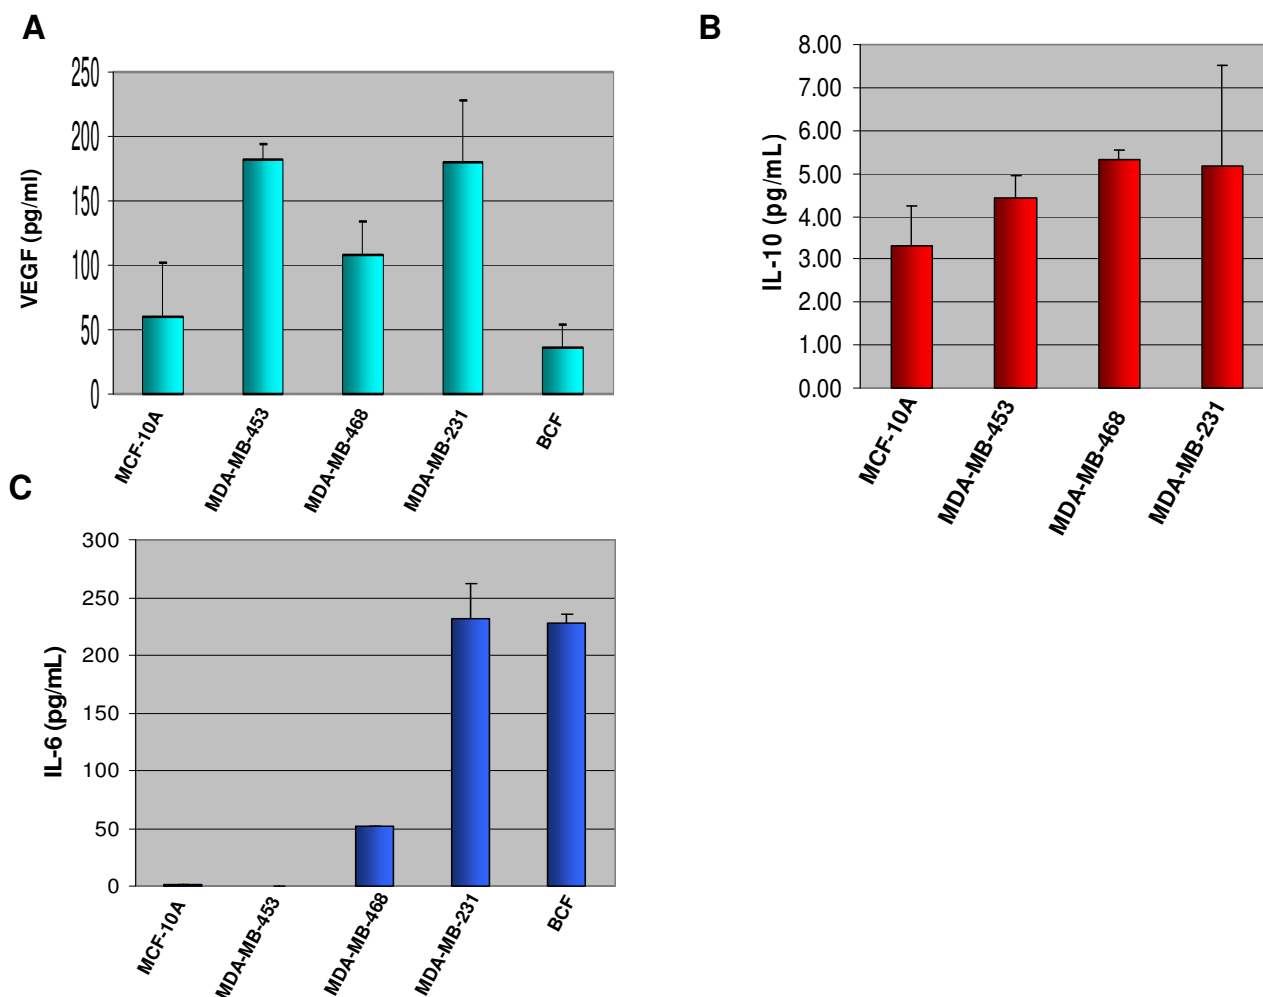 A
VEGF (pg/ml)
250
200
150
100
50
0
MCF-10A
MDA-MB-453
MDA-MB-468
MDA-MB-231
BCF
B
IL-10 (pg/mL)
8.00
7.00
6.00
5.00
4.00
3.00
2.00
1.00
0.00
MCF-10A
MDA-MB-453
MDA-MB-468
MDA-MB-231
C
IL-6 (pg/mL)
300
250
200
150
100
50
0
MCF-10A
MDA-MB-453
MDA-MB-468
MDA-MB-231
BCF